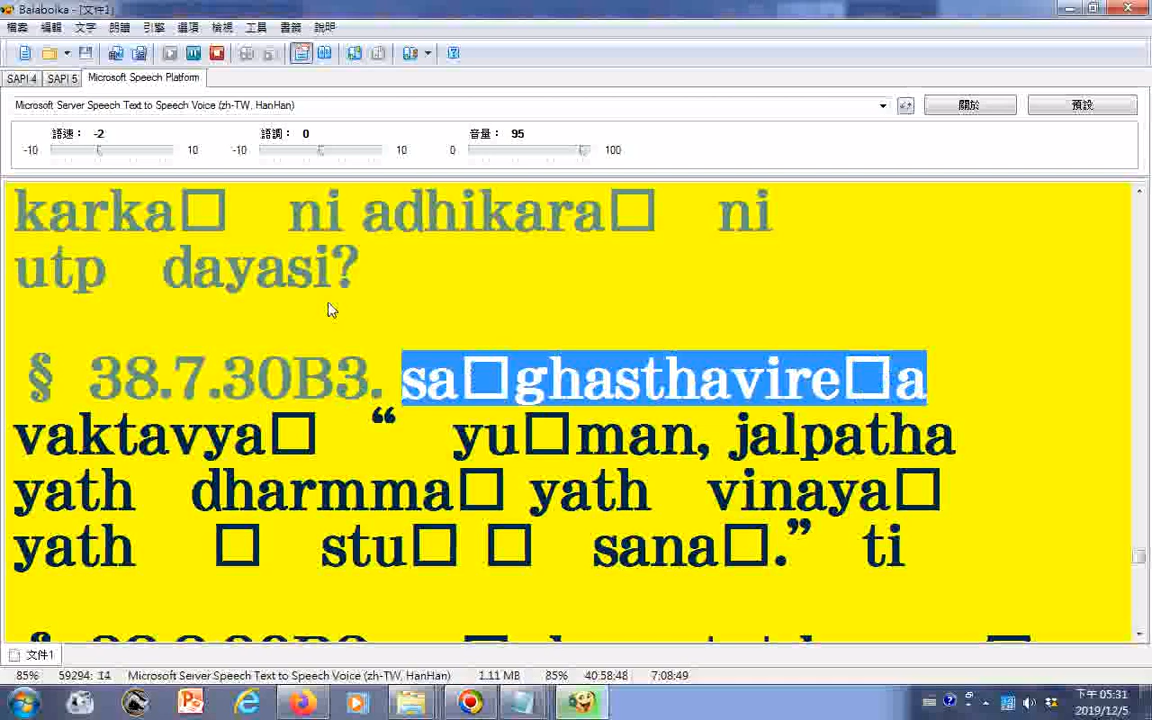 Balabolka - [文件1]
檔案 編輯 文字 朗讀 引擎 選項 檢視 工具 書籤 說明
SAPI 4 SAPI 5 Microsoft Speech Platform
Microsoft Server Speech Text to Speech Voice (zh-TW, HanHan) 關於 預設
語速： -2 語調： 0 音量： 95
-10 10 -10 10 0 100
karka□ ni adhikara□ ni
utp dayasi?
§ 38.7.30B3. sa□ghasthavire□a
vaktavya□ “ yu□man, jalpatha
yath dharmma□ yath vinaya□
yath □ stu□ □ sana□.” ti
文件1
85% 59294: 14 Microsoft Server Speech Text to Speech Voice (zh-TW, HanHan) 1.11 MB 85% 40:58:48 7:08:49
下午 05:31
2019/12/5